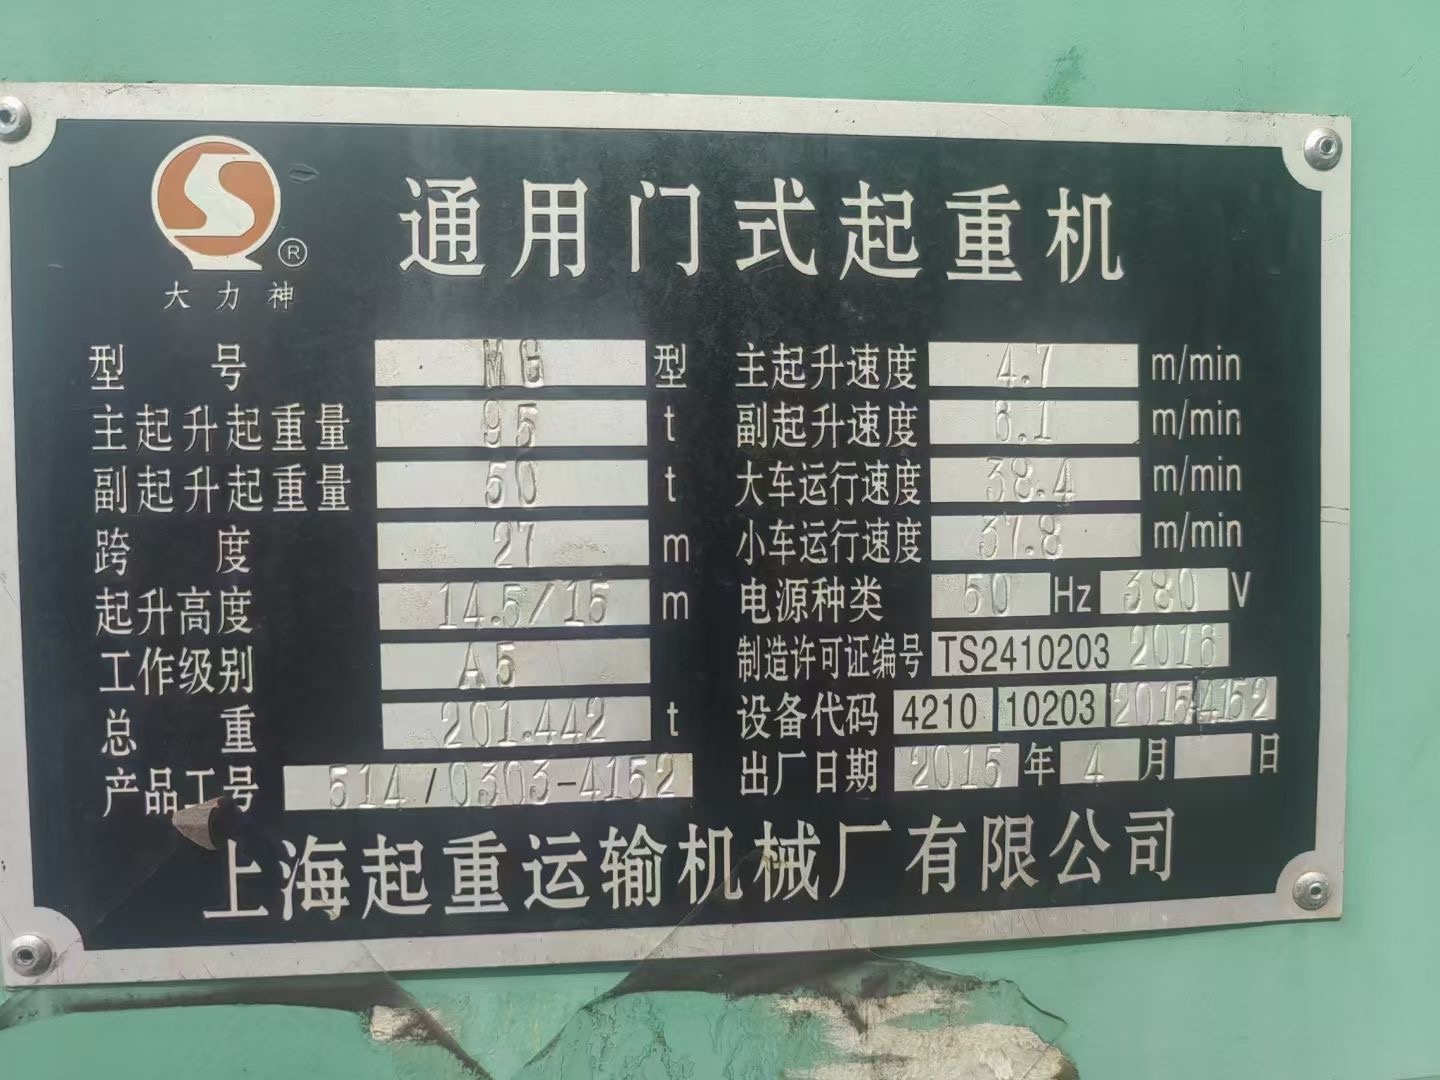 通用门式起重机
®
大力神
型号 MG 型
主起升起重量 95 t
副起升起重量 50 t
跨度 27 m
起升高度 14.5/15 m
工作级别 A5
总重 201.442 t
产品工号 514/0303-4152
主起升速度 4.7 m/min
副起升速度 6.1 m/min
大车运行速度 38.4 m/min
小车运行速度 37.8 m/min
电源种类 50 Hz 380 V
制造许可证编号 TS2410203 2016
设备代码 4210 10203 2015 4152
出厂日期 2015 年 4 月 日
上海起重运输机械厂有限公司